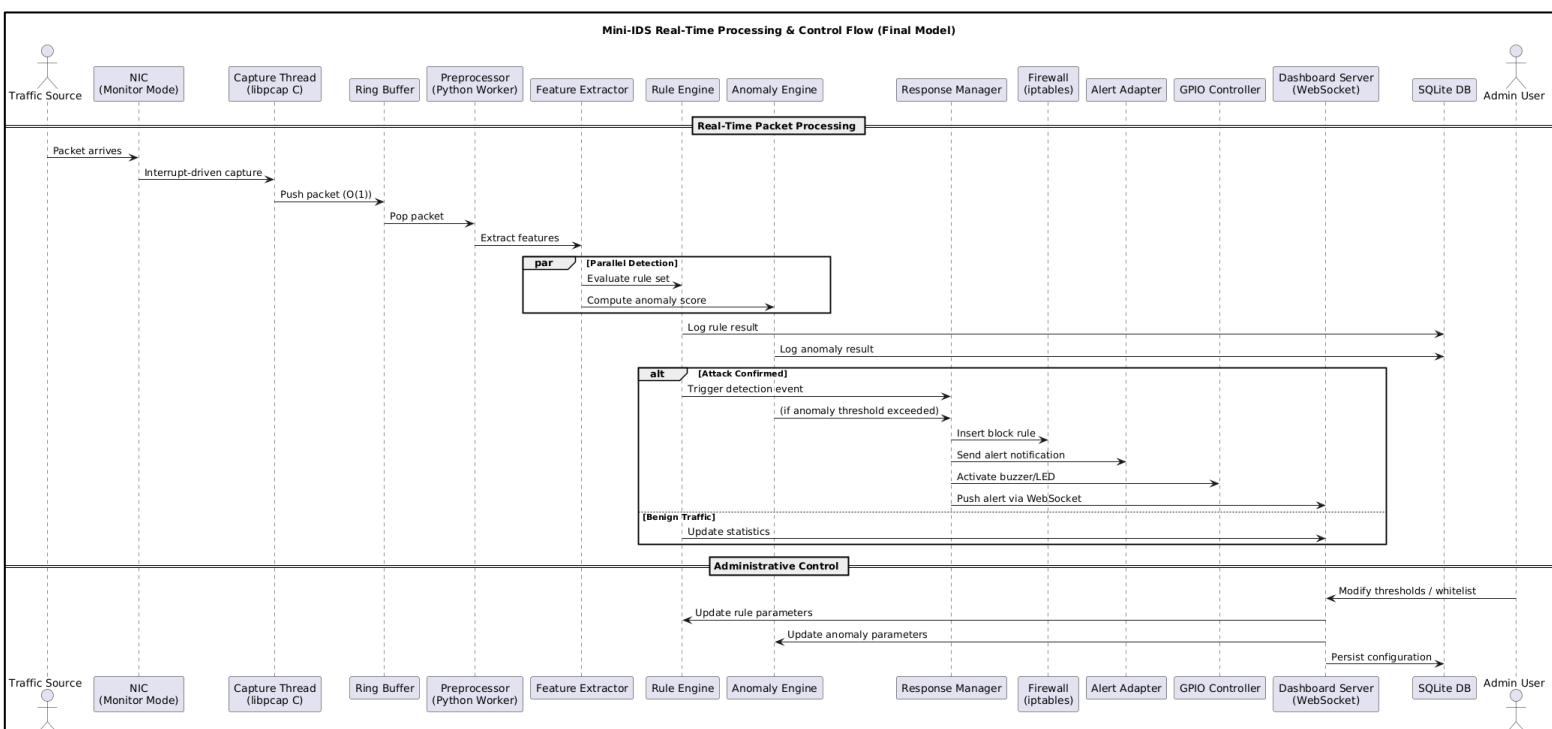 Mini-IDS Real-Time Processing & Control Flow (Final Model)
Traffic Source
NIC
(Monitor Mode)
Capture Thread
(libpcap C)
Ring Buffer
Preprocessor
(Python Worker)
Feature Extractor
Rule Engine
Anomaly Engine
Response Manager
Firewall
(iptables)
Alert Adapter
GPIO Controller
Dashboard Server
(WebSocket)
SQLite DB
Admin User
Real-Time Packet Processing
Packet arrives
Interrupt-driven capture
Push packet (O(1))
Pop packet
Extract features
par [Parallel Detection]
Evaluate rule set
Compute anomaly score
Log rule result
Log anomaly result
alt [Attack Confirmed]
Trigger detection event
(if anomaly threshold exceeded)
Insert block rule
Send alert notification
Activate buzzer/LED
Push alert via WebSocket
[Benign Traffic]
Update statistics
Administrative Control
Modify thresholds / whitelist
Update rule parameters
Update anomaly parameters
Persist configuration
Traffic Source
NIC
(Monitor Mode)
Capture Thread
(libpcap C)
Ring Buffer
Preprocessor
(Python Worker)
Feature Extractor
Rule Engine
Anomaly Engine
Response Manager
Firewall
(iptables)
Alert Adapter
GPIO Controller
Dashboard Server
(WebSocket)
SQLite DB
Admin User